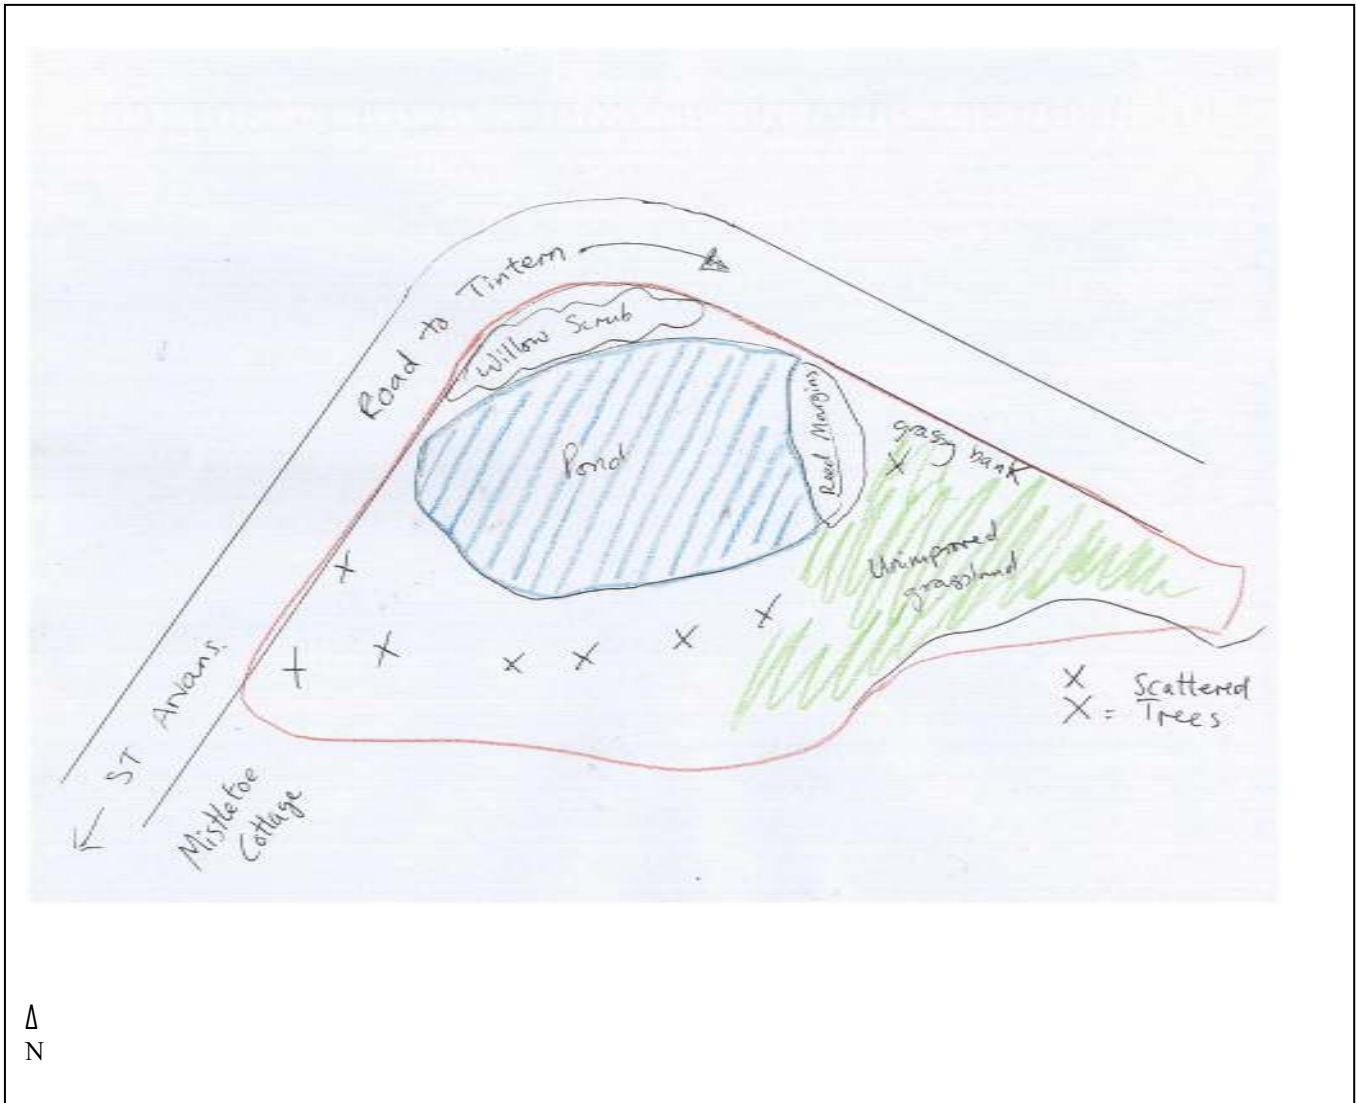 Road to Tintern
Willow Scrub
Pond
Reed Margins
grassy bank
Unimproved
grassland
X Scattered
X = Trees
ST Arvans.
Mistletoe
Cottage
N